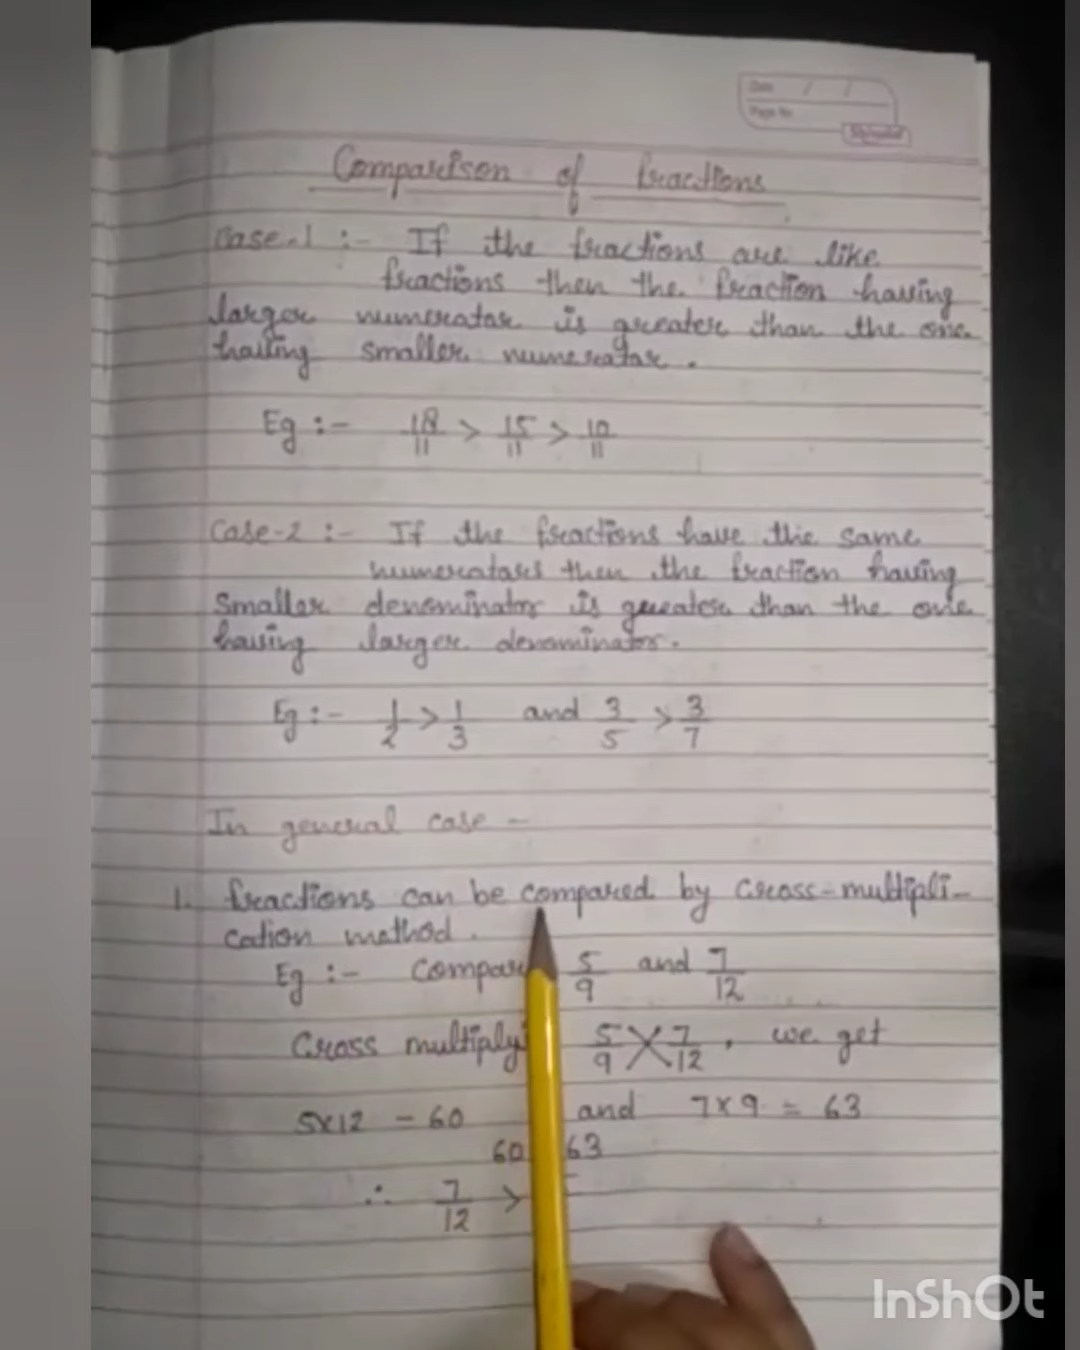 Date / /
Page No
Comparison of fractions
Case-1 :- If the fractions are like
fractions then the fraction having
larger numerator is greater than the one
having smaller numerator.
Eg :- 18/11 > 15/11 > 10/11
Case-2 :- If the fractions have the same
numerators then the fraction having
smaller denominator is greater than the one
having larger denominator.
Eg :- 1/2 > 1/3 and 3/5 > 3/7
In general case -
1. fractions can be compared by cross-multipli-
cation method.
Eg :- Compar 5/9 and 7/12
Cross multiply 5/9 X 7/12, we get
5x12 - 60 and 7x9 = 63
60 63
∴ 7/12 >
InShOt